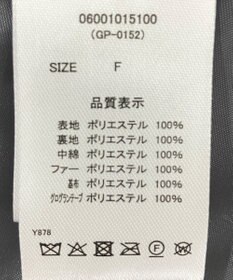 06001015100
(GP-0152)
SIZE F
品質表示
表地 ポリエステル 100%
裏地 ポリエステル 100%
中綿 ポリエステル 100%
ファー ポリエステル 100%
基布 ポリエステル 100%
グログランテープ ポリエステル 100%
Y878